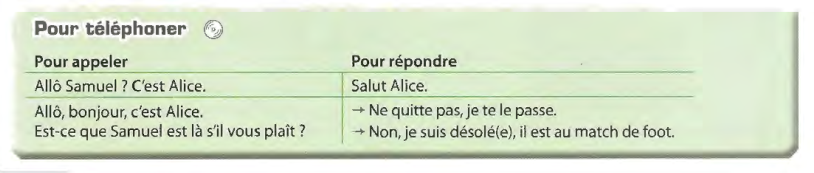 Pour téléphoner
Pour appeler Pour répondre
Allô Samuel ? C'est Alice. Salut Alice.
Allô, bonjour, c'est Alice. → Ne quitte pas, je te le passe.
Est-ce que Samuel est là s'il vous plaît ? → Non, je suis désolé(e), il est au match de foot.